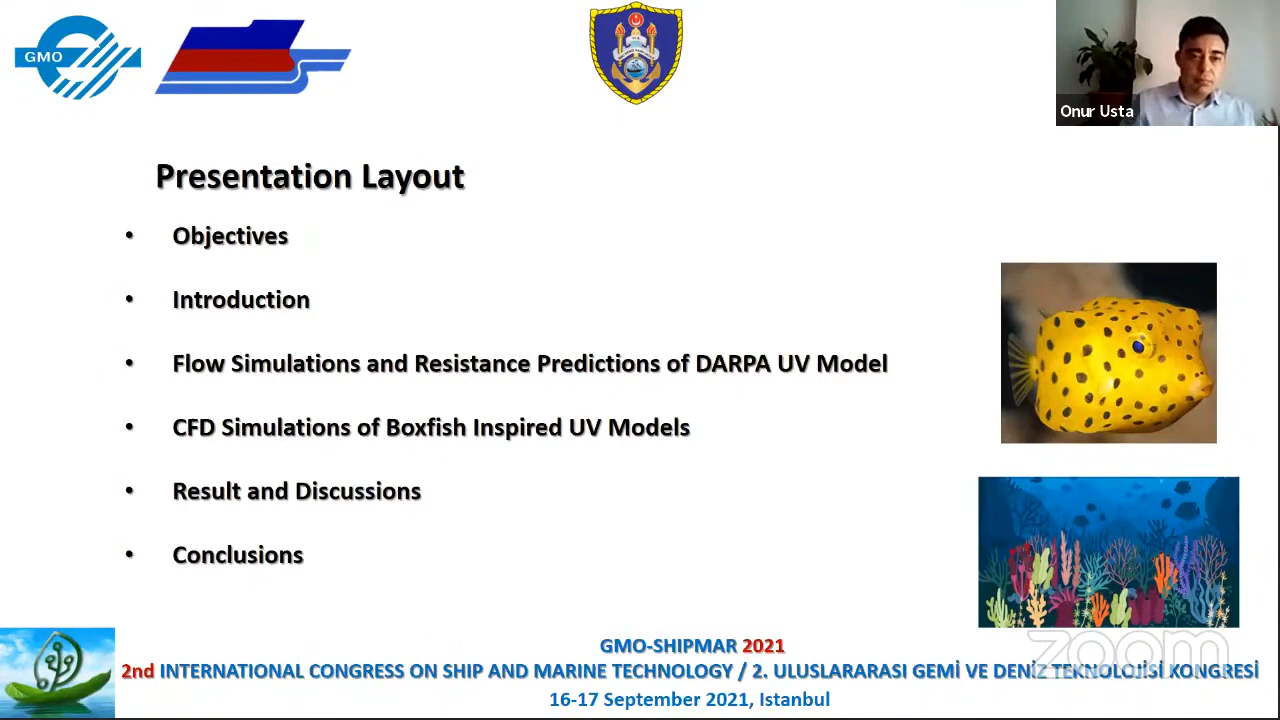 GMO
Onur Usta
Presentation Layout
• Objectives
• Introduction
• Flow Simulations and Resistance Predictions of DARPA UV Model
• CFD Simulations of Boxfish Inspired UV Models
• Result and Discussions
• Conclusions
zoom
GMO-SHIPMAR 2021
2nd INTERNATIONAL CONGRESS ON SHIP AND MARINE TECHNOLOGY / 2. ULUSLARARASI GEMİ VE DENİZ TEKNOLOJİSİ KONGRESİ
16-17 September 2021, Istanbul